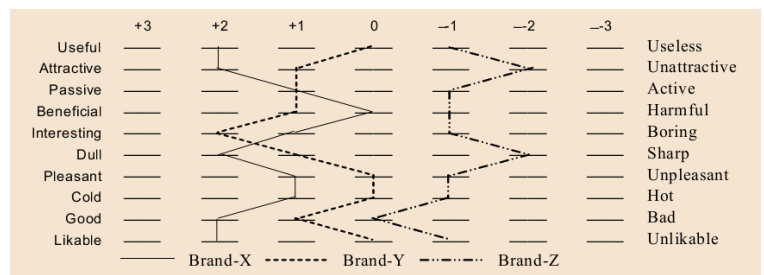 +3 +2 +1 0 –-1 –-2 –-3
Useful Useless
Attractive Unattractive
Passive Active
Beneficial Harmful
Interesting Boring
Dull Sharp
Pleasant Unpleasant
Cold Hot
Good Bad
Likable Unlikable
Brand-X Brand-Y Brand-Z